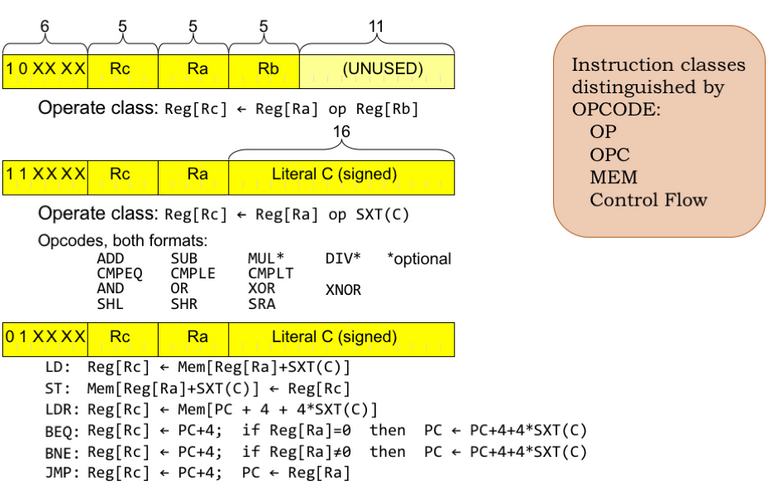 6 5 5 5 11
1 0 XX XX Rc Ra Rb (UNUSED)
Operate class: Reg[Rc] ← Reg[Ra] op Reg[Rb]
16
1 1 XX XX Rc Ra Literal C (signed)
Operate class: Reg[Rc] ← Reg[Ra] op SXT(C)
Opcodes, both formats:
ADD SUB MUL* DIV* *optional
CMPEQ CMPLE CMPLT
AND OR XOR XNOR
SHL SHR SRA
0 1 XX XX Rc Ra Literal C (signed)
LD: Reg[Rc] ← Mem[Reg[Ra]+SXT(C)]
ST: Mem[Reg[Ra]+SXT(C)] ← Reg[Rc]
LDR: Reg[Rc] ← Mem[PC + 4 + 4*SXT(C)]
BEQ: Reg[Rc] ← PC+4; if Reg[Ra]=0 then PC ← PC+4+4*SXT(C)
BNE: Reg[Rc] ← PC+4; if Reg[Ra]≠0 then PC ← PC+4+4*SXT(C)
JMP: Reg[Rc] ← PC+4; PC ← Reg[Ra]
Instruction classes
distinguished by
OPCODE:
OP
OPC
MEM
Control Flow